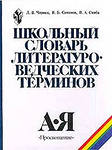 Л. В. Чернец, В. Б. Семенов, В. А. Скиба
ШКОЛЬНЫЙ
СЛОВАРЬ
ЛИТЕРАТУРО-
ВЕДЧЕСКИХ
ТЕРМИНОВ
А-Я
«Просвещение»